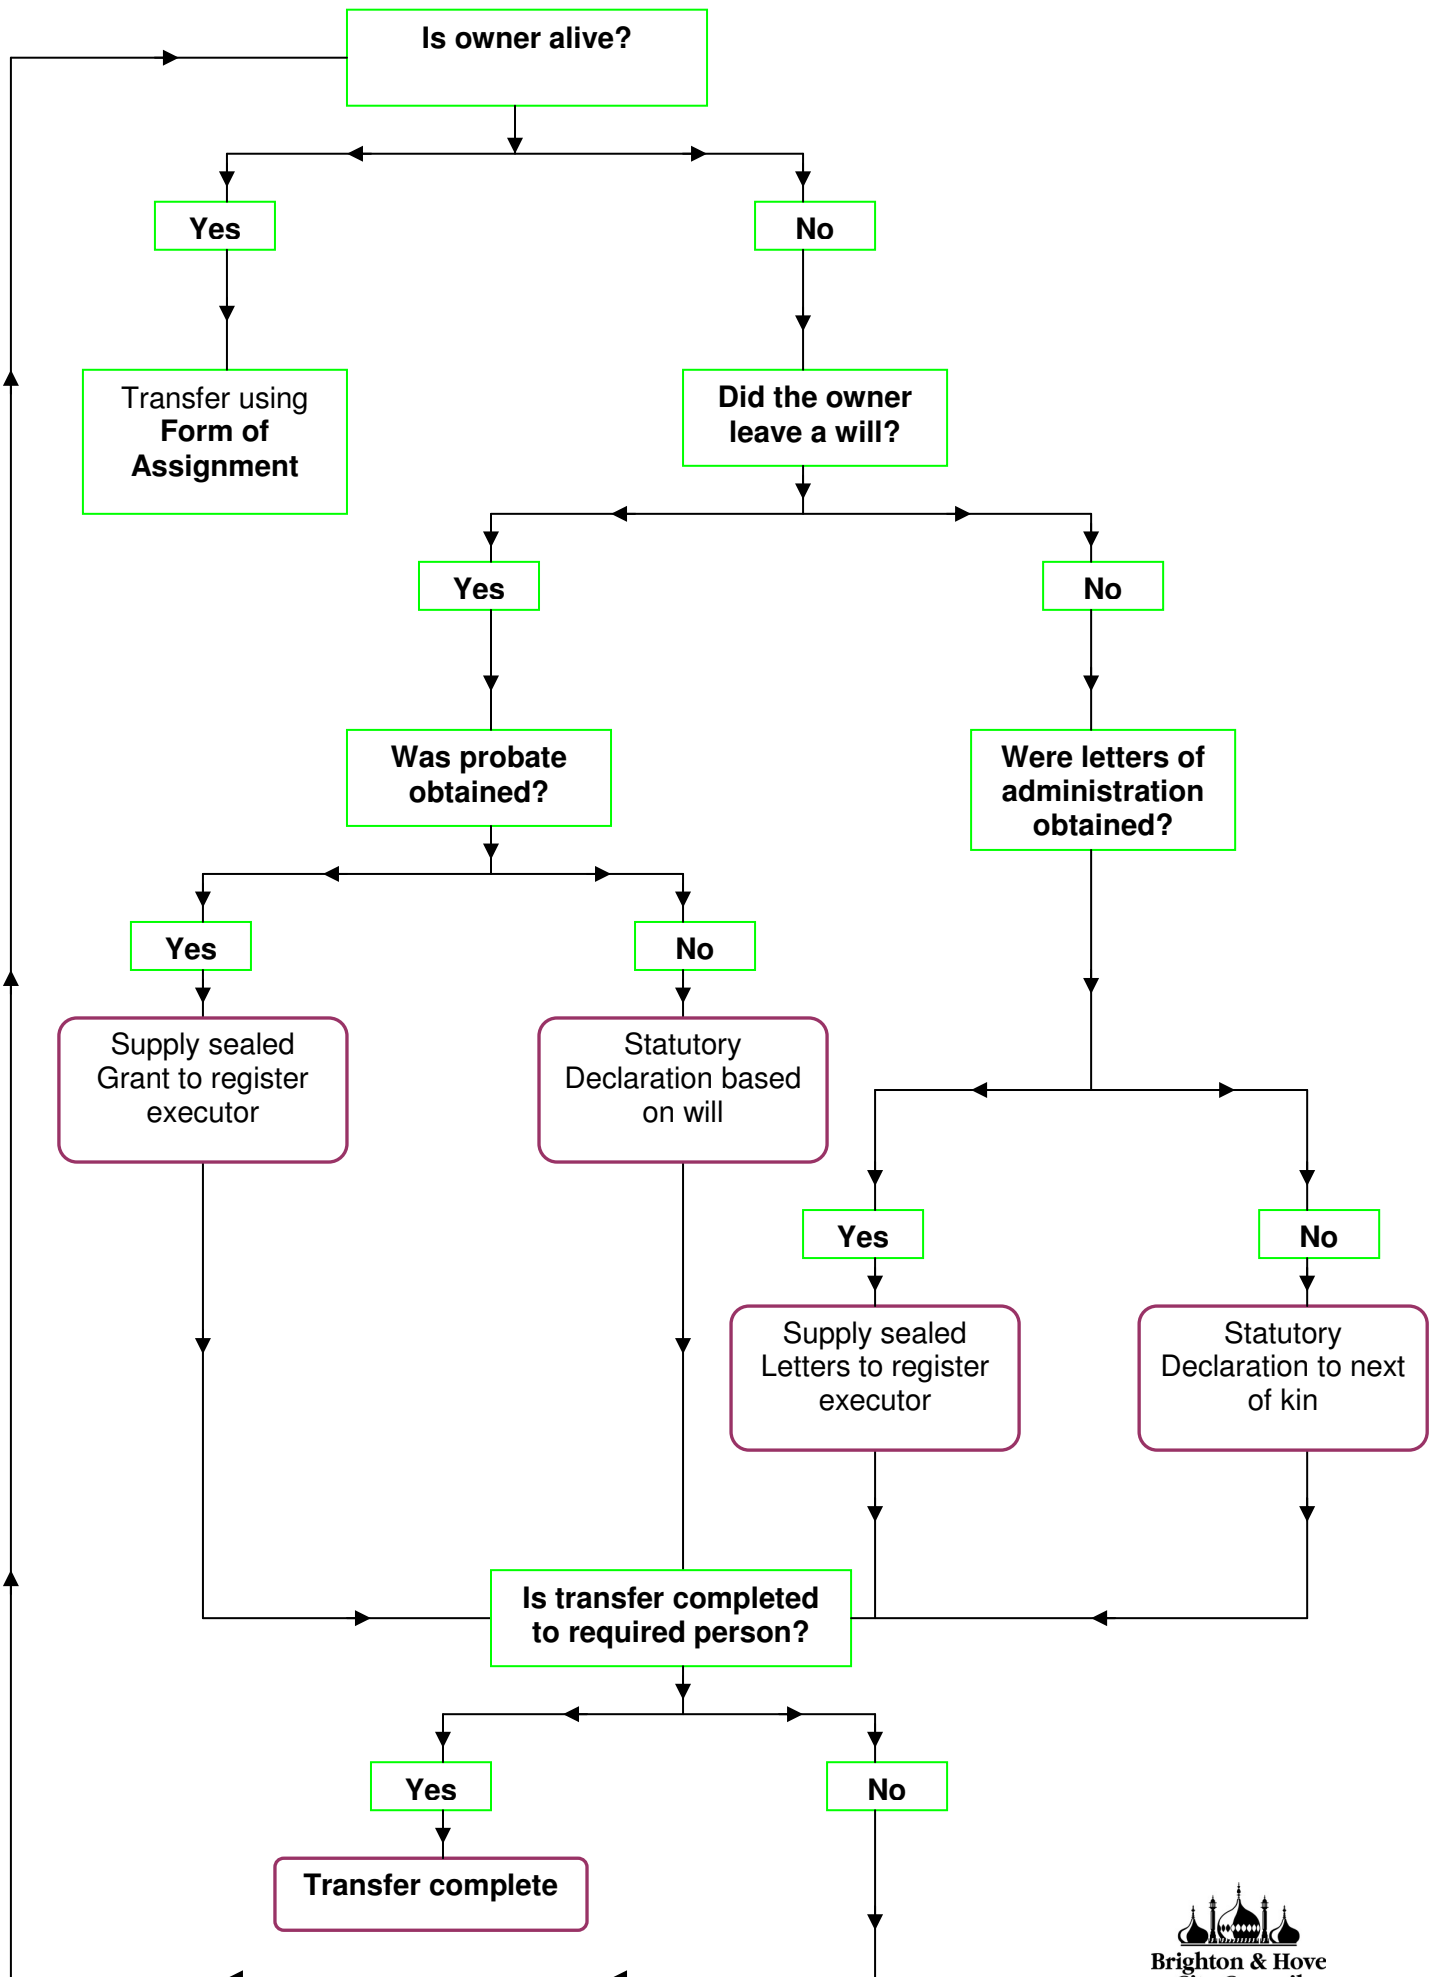 Is owner alive?
Yes
No
Transfer using
Form of
Assignment
Did the owner
leave a will?
Yes
No
Was probate
obtained?
Were letters of
administration
obtained?
Yes
No
Supply sealed
Grant to register
executor
Statutory
Declaration based
on will
Yes
No
Supply sealed
Letters to register
executor
Statutory
Declaration to next
of kin
Is transfer completed
to required person?
Yes
No
Transfer complete
Brighton & Hove
City Council